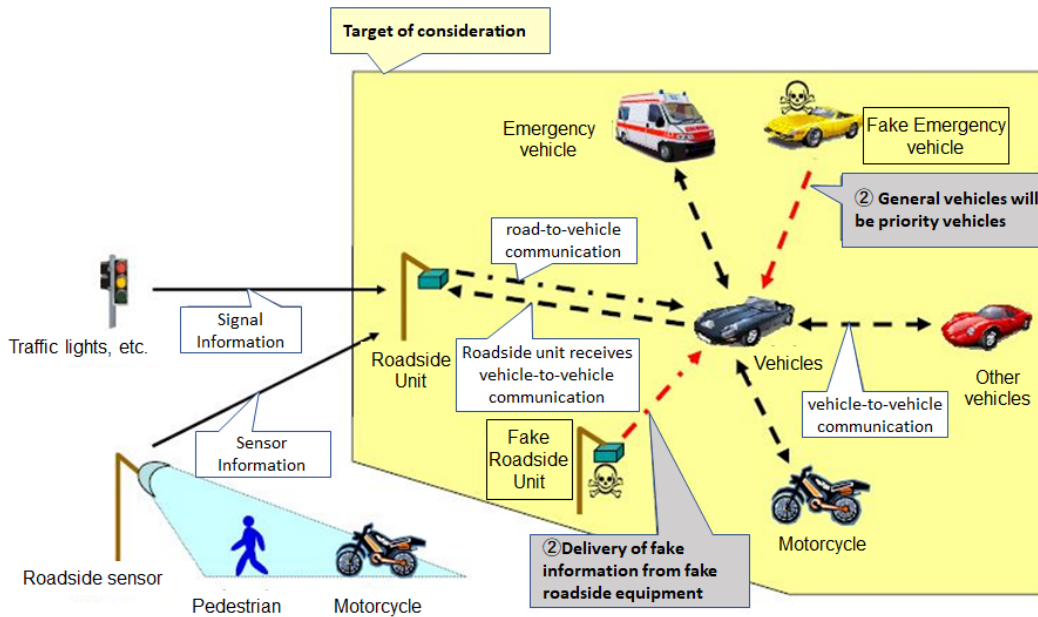 Target of consideration
Emergency
vehicle
Fake Emergency
vehicle
② General vehicles will
be priority vehicles
road-to-vehicle
communication
Signal
Information
Traffic lights, etc.
Roadside
Unit
Roadside unit receives
vehicle-to-vehicle
communication
Vehicles
Other
vehicles
vehicle-to-vehicle
communication
Sensor
Information
Fake
Roadside
Unit
Motorcycle
②Delivery of fake
information from fake
roadside equipment
Roadside sensor
Pedestrian
Motorcycle